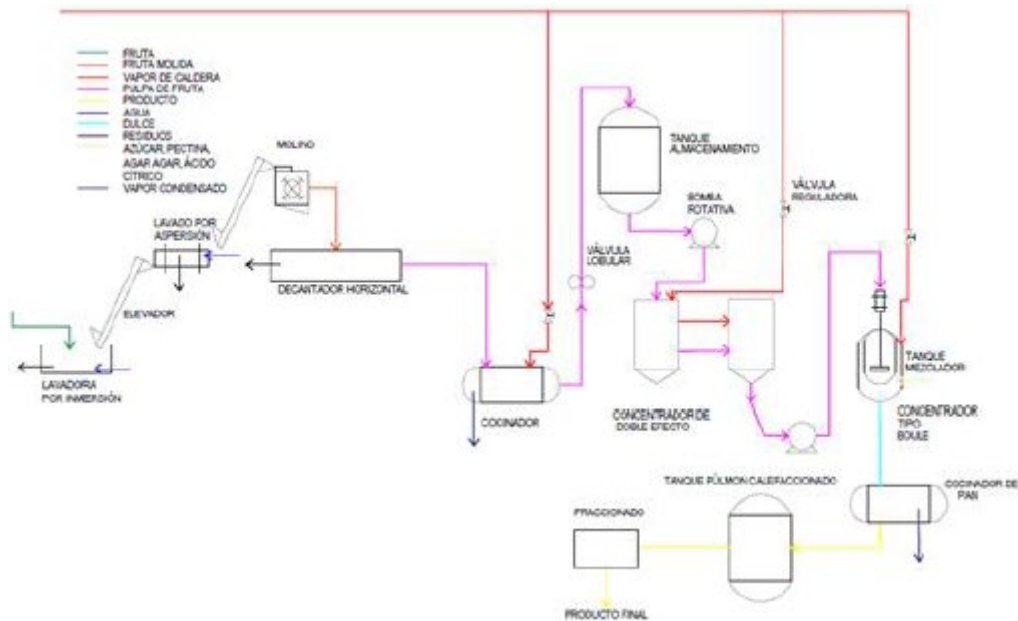 FRUTA
FRUTA MOLIDA
VAPOR DE CALDERA
PULPA DE FRUTA
PRODUCTO
AGUA
DULCE
RESIDUOS
AZÚCAR, PECTINA,
AGAR AGAR, ÁCIDO
CÍTRICO
VAPOR CONDENSADO
MOLINO
LAVADO POR
ASPERSIÓN
ELEVADOR
LAVADORA
POR INMERSIÓN
DECANTADOR HORIZONTAL
COCINADOR
TANQUE
ALMACENAMIENTO
BOMBA
ROTATIVA
VÁLVULA
LOBULAR
VÁLVULA
REGULADORA
CONCENTRADOR DE
DOBLE EFECTO
TANQUE
MEZCLADOR
CONCENTRADOR
TIPO
BOULE
COCINADOR DE
PAN
TANQUE PÚLMON CALEFACCIONADO
FRACCIONADO
PRODUCTO FINAL